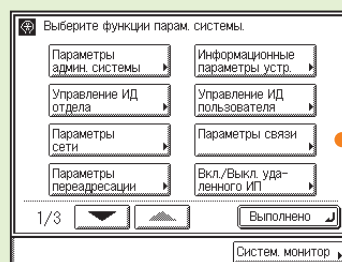 Выберите функции парам. системы.
Параметры
админ. системы
Информационные
параметры устр.
Управление ИД
отдела
Управление ИД
пользователя
Параметры
сети
Параметры связи
Параметры
переадресации
Вкл./Выкл. уда-
ленного ИП
1/3
Выполнено
Систем. монитор